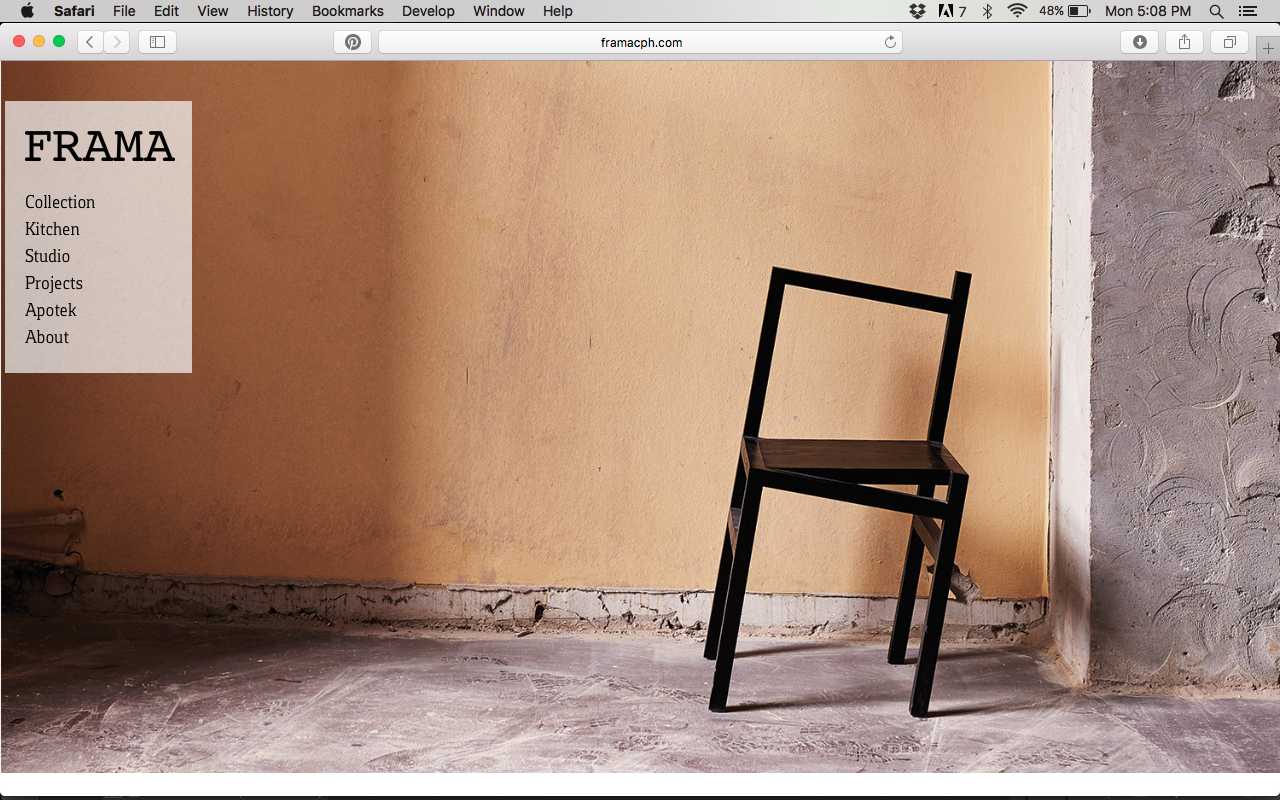 Safari File Edit View History Bookmarks Develop Window Help 7 48% Mon 5:08 PM
framacph.com
FRAMA
Collection
Kitchen
Studio
Projects
Apotek
About